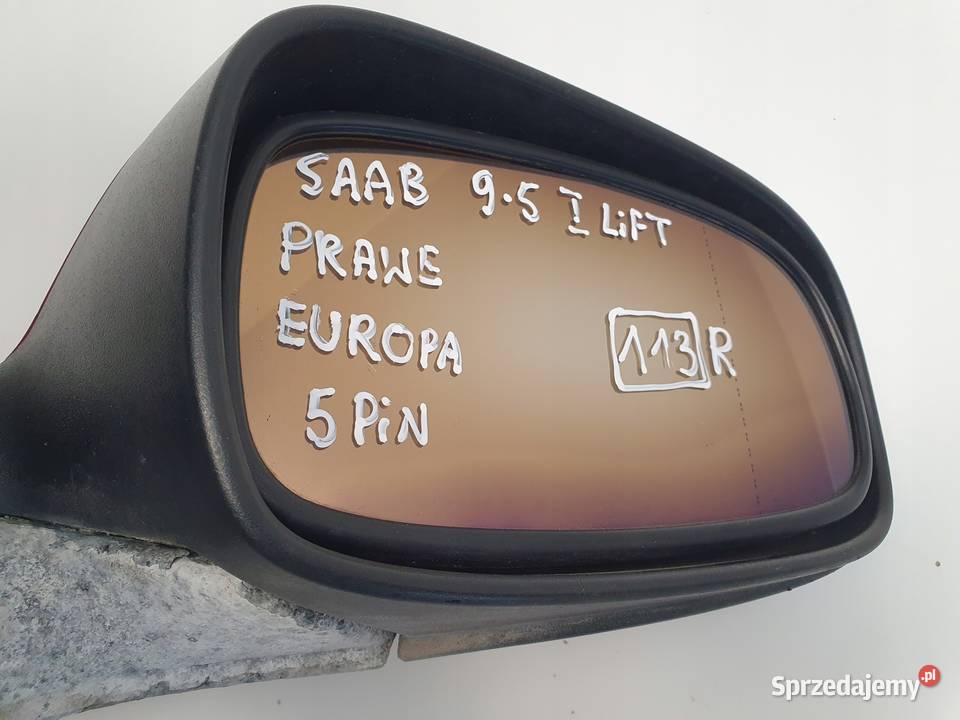 SAAB 9.5 I LiFT
PRAWE
EUROPA
113 R
5 PiN
Sprzedajemy.pl